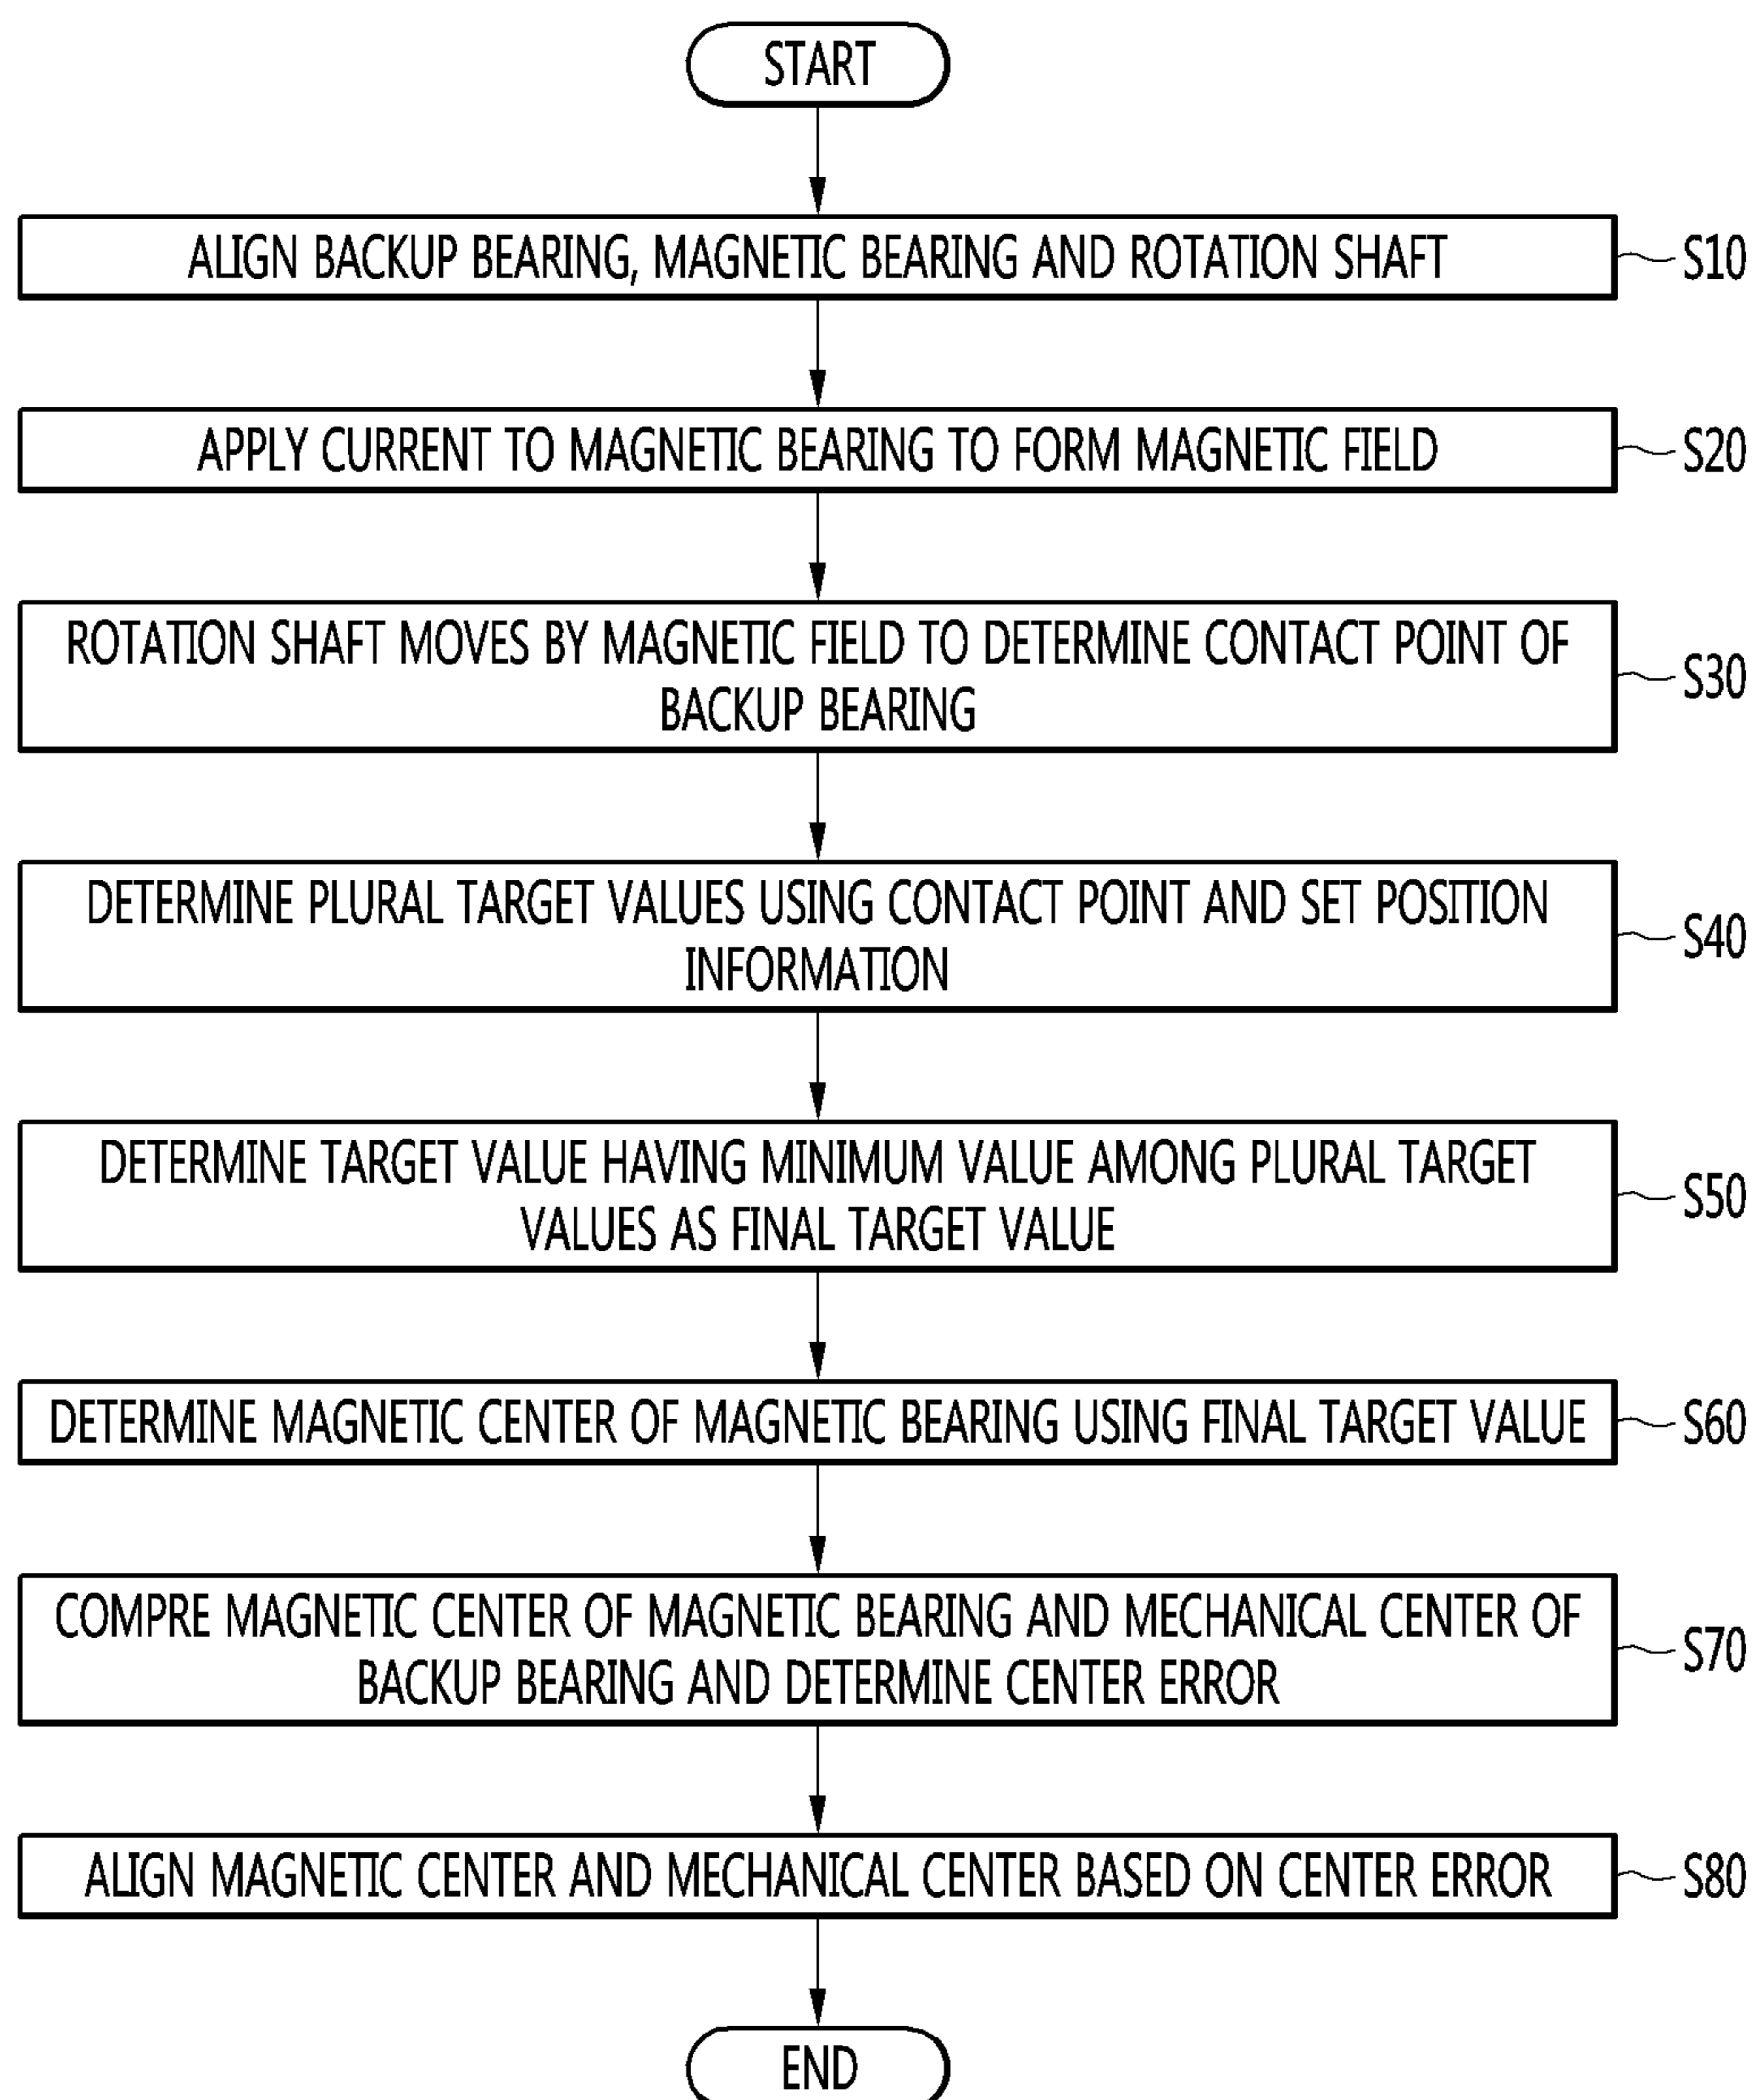 START
ALIGN BACKUP BEARING, MAGNETIC BEARING AND ROTATION SHAFT
S10
APPLY CURRENT TO MAGNETIC BEARING TO FORM MAGNETIC FIELD
S20
ROTATION SHAFT MOVES BY MAGNETIC FIELD TO DETERMINE CONTACT POINT OF
BACKUP BEARING
S30
DETERMINE PLURAL TARGET VALUES USING CONTACT POINT AND SET POSITION
INFORMATION
S40
DETERMINE TARGET VALUE HAVING MINIMUM VALUE AMONG PLURAL TARGET
VALUES AS FINAL TARGET VALUE
S50
DETERMINE MAGNETIC CENTER OF MAGNETIC BEARING USING FINAL TARGET VALUE
S60
COMPRE MAGNETIC CENTER OF MAGNETIC BEARING AND MECHANICAL CENTER OF
BACKUP BEARING AND DETERMINE CENTER ERROR
S70
ALIGN MAGNETIC CENTER AND MECHANICAL CENTER BASED ON CENTER ERROR
S80
END